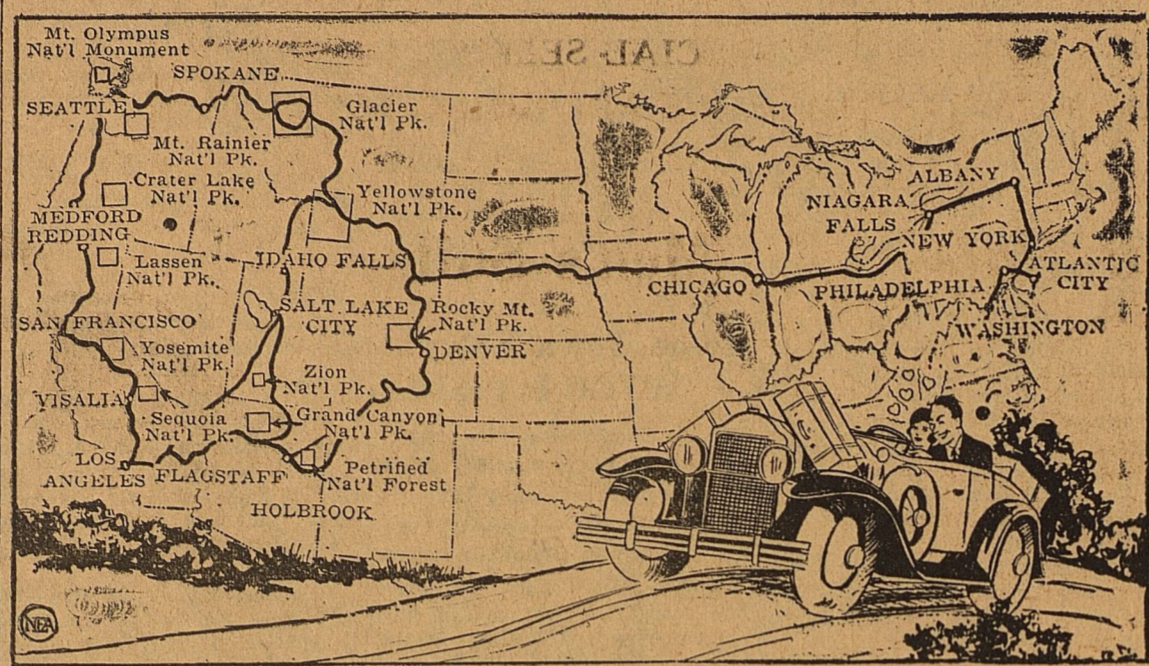 Mt. Olympus
Nat'l Monument
SPOKANE
SEATTLE
Glacier
Nat'l Pk.
Mt. Rainier
Nat'l Pk.
Crater Lake
Nat'l Pk.
Yellowstone
Nat'l Pk.
ALBANY
NIAGARA
FALLS
MEDFORD
REDDING
NEW YORK
Lassen
Nat'l Pk.
IDAHO FALLS
ATLANTIC
CITY
CHICAGO
PHILADELPHIA
SALT LAKE
CITY
Rocky Mt.
Nat'l Pk.
SAN FRANCISCO
WASHINGTON
Yosemite
Nat'l Pk.
DENVER
Zion
Nat'l Pk.
VISALIA
Sequoia
Nat'l Pk.
Grand Canyon
Nat'l Pk.
LOS
ANGELES
FLAGSTAFF
Petrified
Nat'l Forest
HOLBROOK
NEA